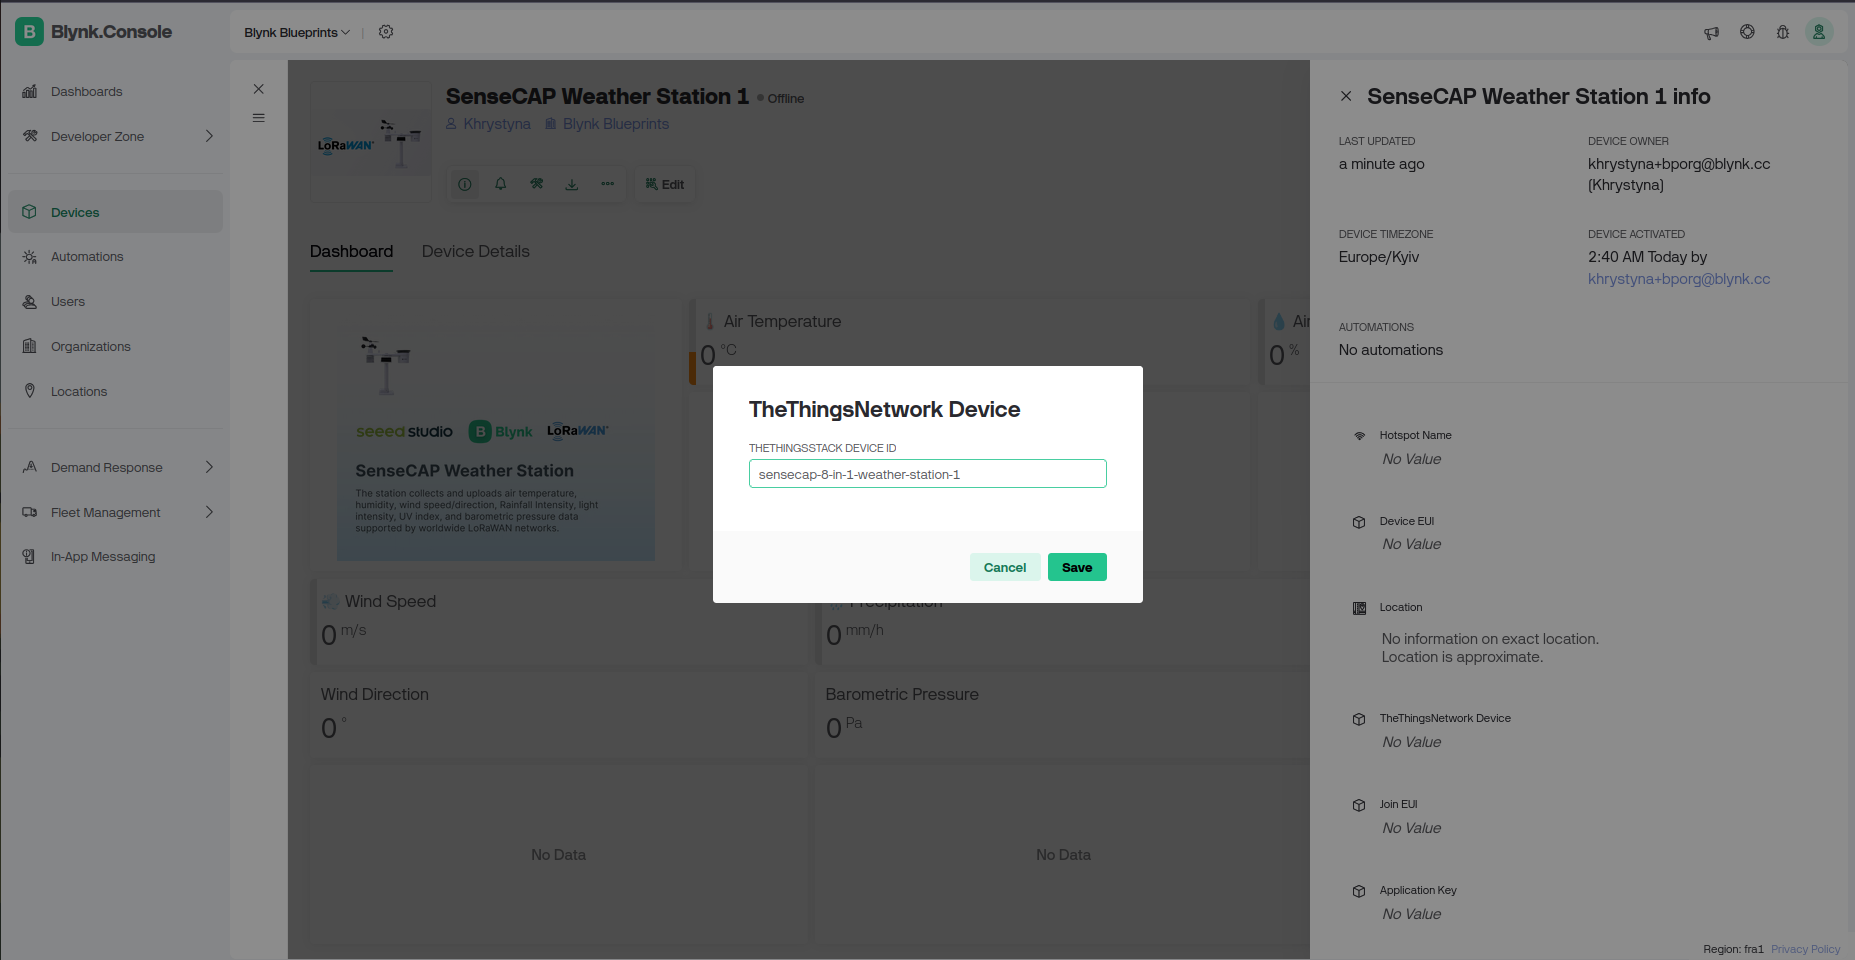 B Blynk.Console
Blynk Blueprints
Dashboards
Developer Zone
Devices
Automations
Users
Organizations
Locations
Demand Response
Fleet Management
In-App Messaging
LoRaWAN
SenseCAP Weather Station 1
Offline
Khrystyna
Blynk Blueprints
Edit
Dashboard
Device Details
seeed studio
B Blynk
LoRaWAN
SenseCAP Weather Station
The station collects and uploads air temperature,
humidity, wind speed/direction, Rainfall intensity, light
intensity, UV index, and barometric pressure data
supported by worldwide LoRaWAN networks.
Air Temperature
0 °C
Air
0 %
Wind Speed
0 m/s
Precipitation
0 mm/h
Wind Direction
0 °
Barometric Pressure
0 Pa
No Data
No Data
TheThingsNetwork Device
THETHINGSSTACK DEVICE ID
sensecap-8-in-1-weather-station-1
Cancel
Save
SenseCAP Weather Station 1 info
LAST UPDATED
a minute ago
DEVICE OWNER
khrystyna+bporg@blynk.cc
(Khrystyna)
DEVICE TIMEZONE
Europe/Kyiv
DEVICE ACTIVATED
2:40 AM Today by
khrystyna+bporg@blynk.cc
AUTOMATIONS
No automations
Hotspot Name
No Value
Device EUI
No Value
Location
No information on exact location.
Location is approximate.
TheThingsNetwork Device
No Value
Join EUI
No Value
Application Key
No Value
Region: fra1 Privacy Policy